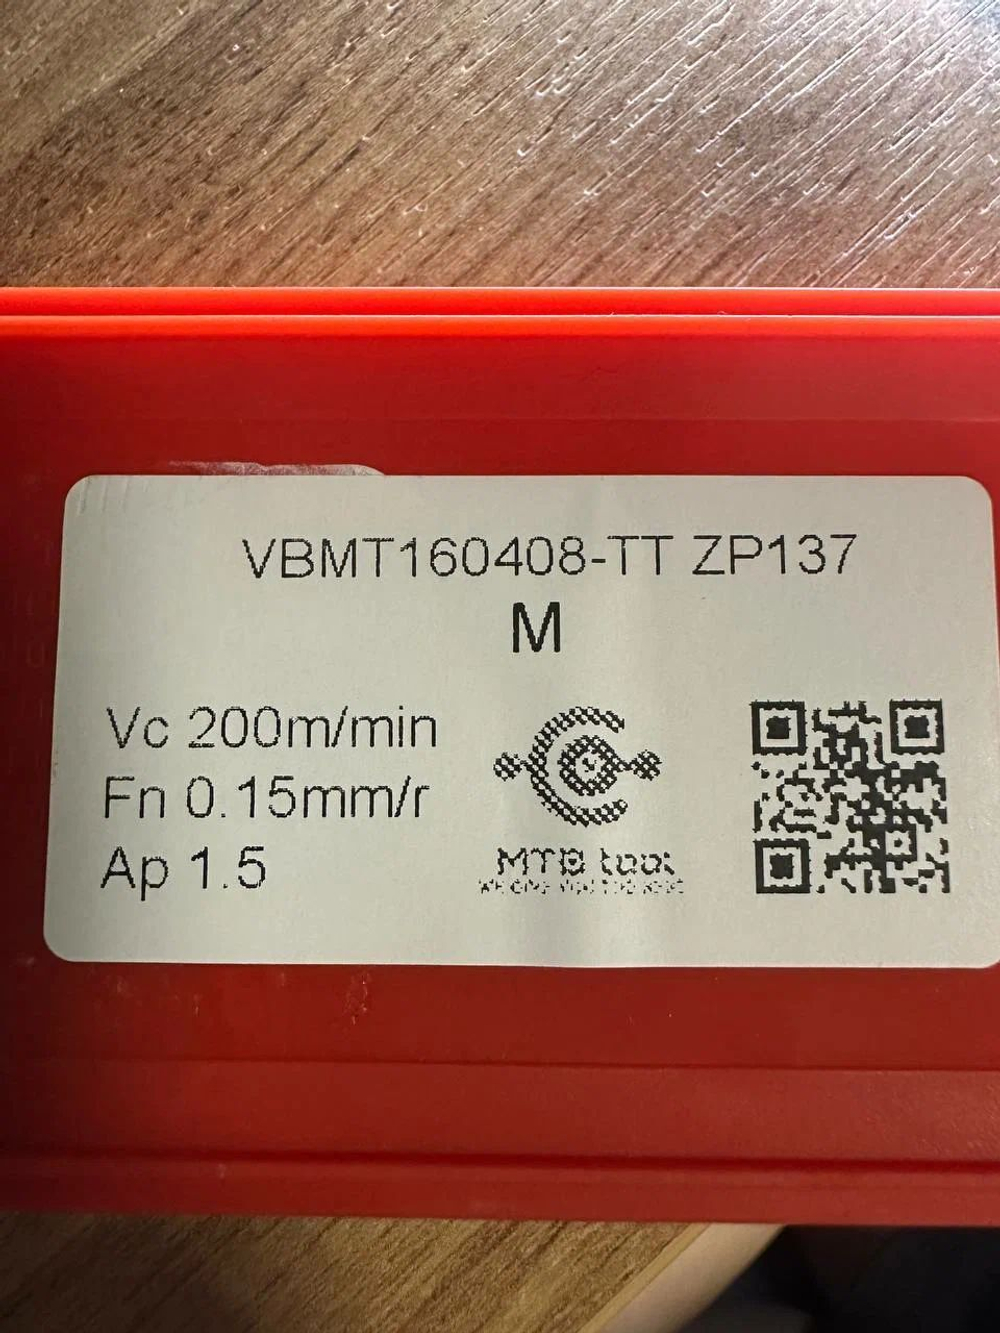 VBMT160408-TT ZP137
M
Vc 200m/min
Fn 0.15mm/r
Ap 1.5
MTB tool